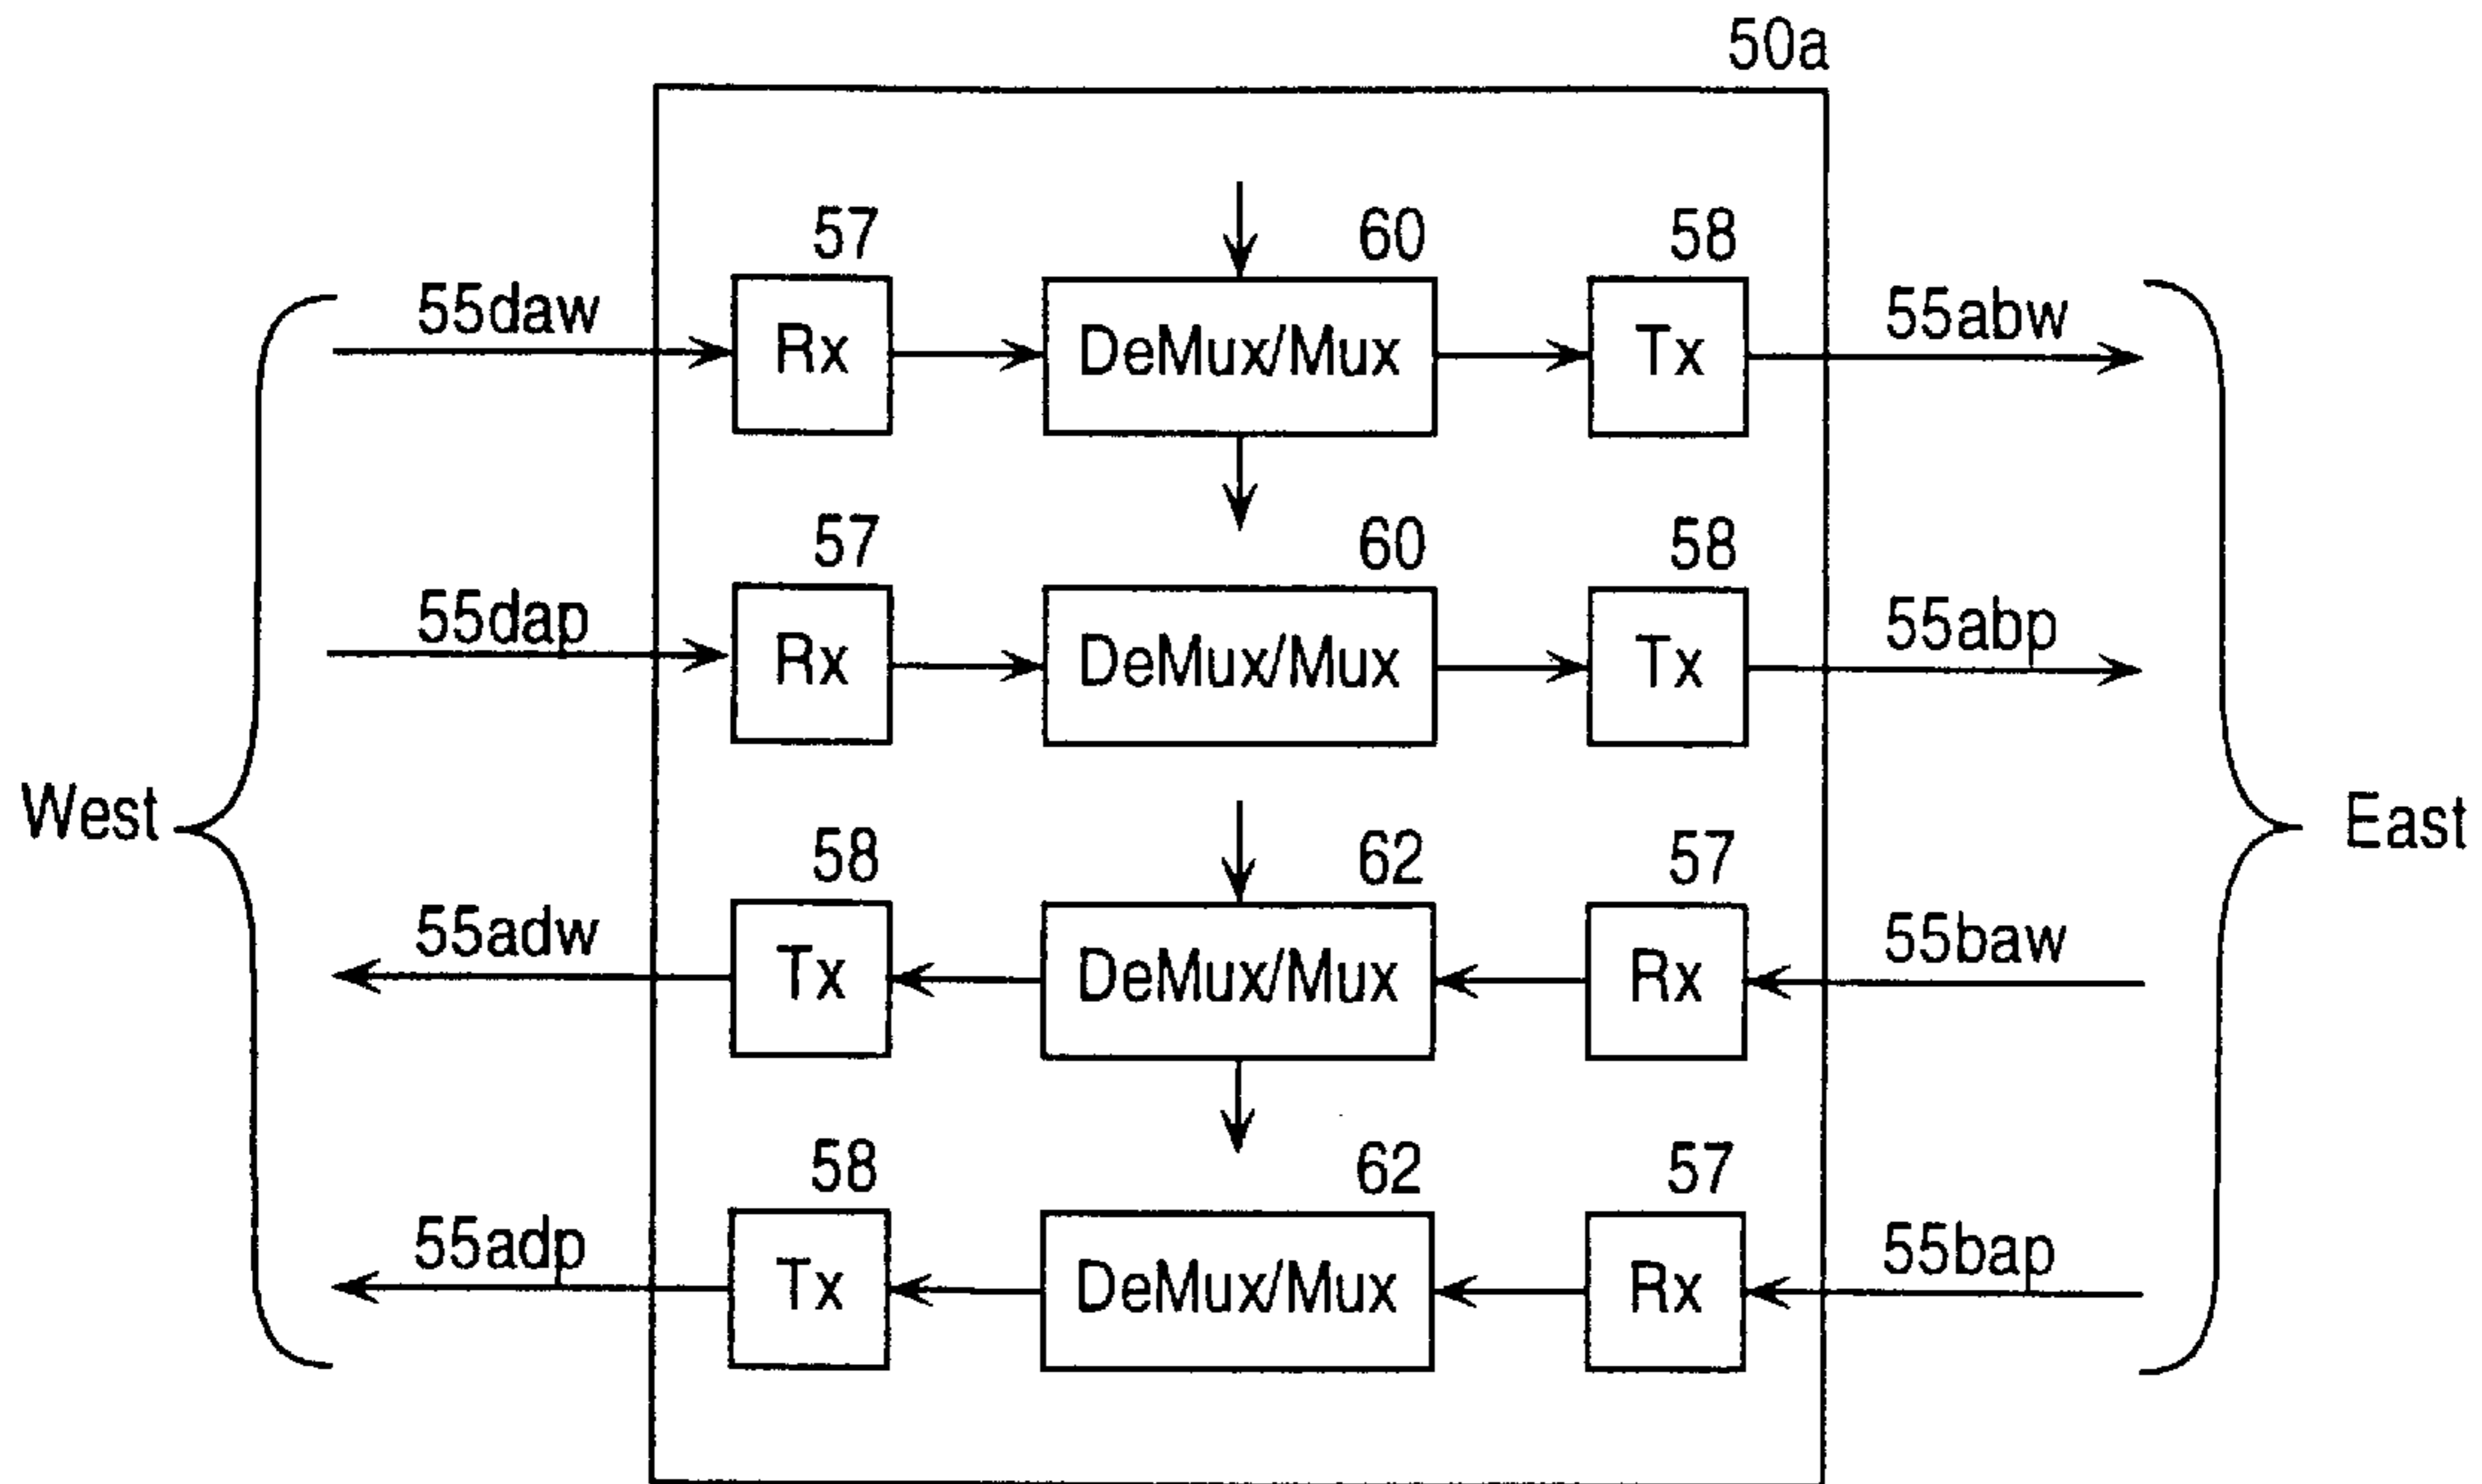 50a
57 60 58
55daw Rx DeMux/Mux Tx 55abw
57 60 58
55dap Rx DeMux/Mux Tx 55abp
West East
58 62 57
55adw Tx DeMux/Mux Rx 55baw
58 62 57
55adp Tx DeMux/Mux Rx 55bap